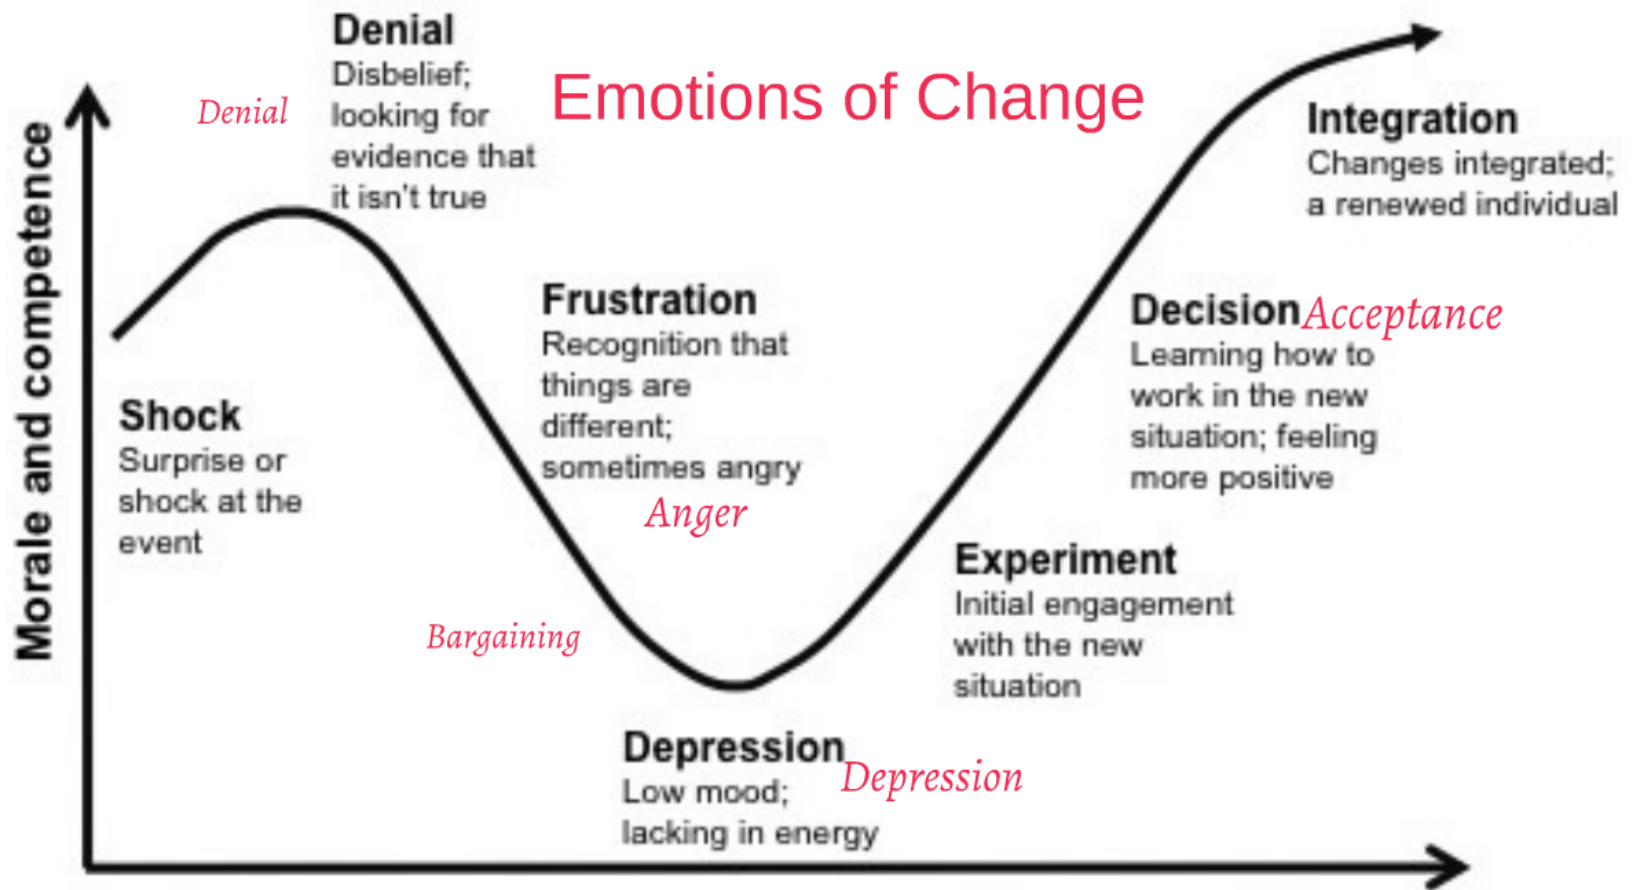 Emotions of Change
Morale and competence
Shock
Surprise or
shock at the
event
Denial
Denial
Disbelief;
looking for
evidence that
it isn't true
Frustration
Recognition that
things are
different;
sometimes angry
Anger
Bargaining
Depression
Depression
Low mood;
lacking in energy
Experiment
Initial engagement
with the new
situation
Decision Acceptance
Learning how to
work in the new
situation; feeling
more positive
Integration
Changes integrated;
a renewed individual